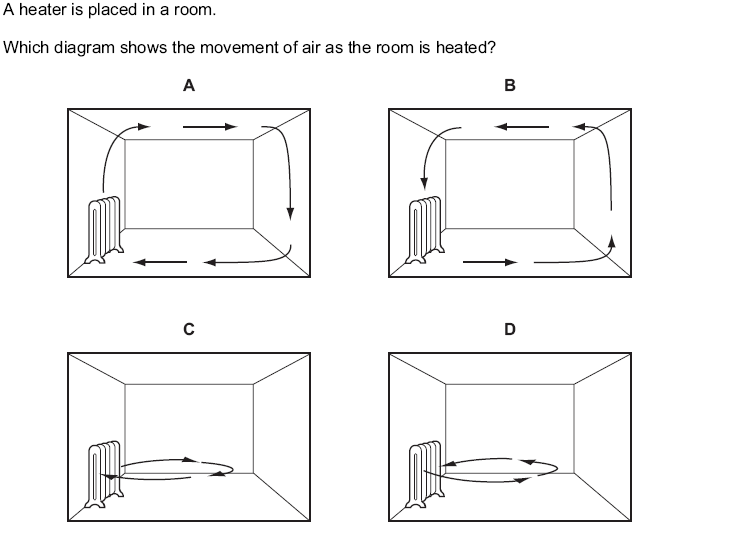 A heater is placed in a room.
Which diagram shows the movement of air as the room is heated?
A
B
C
D